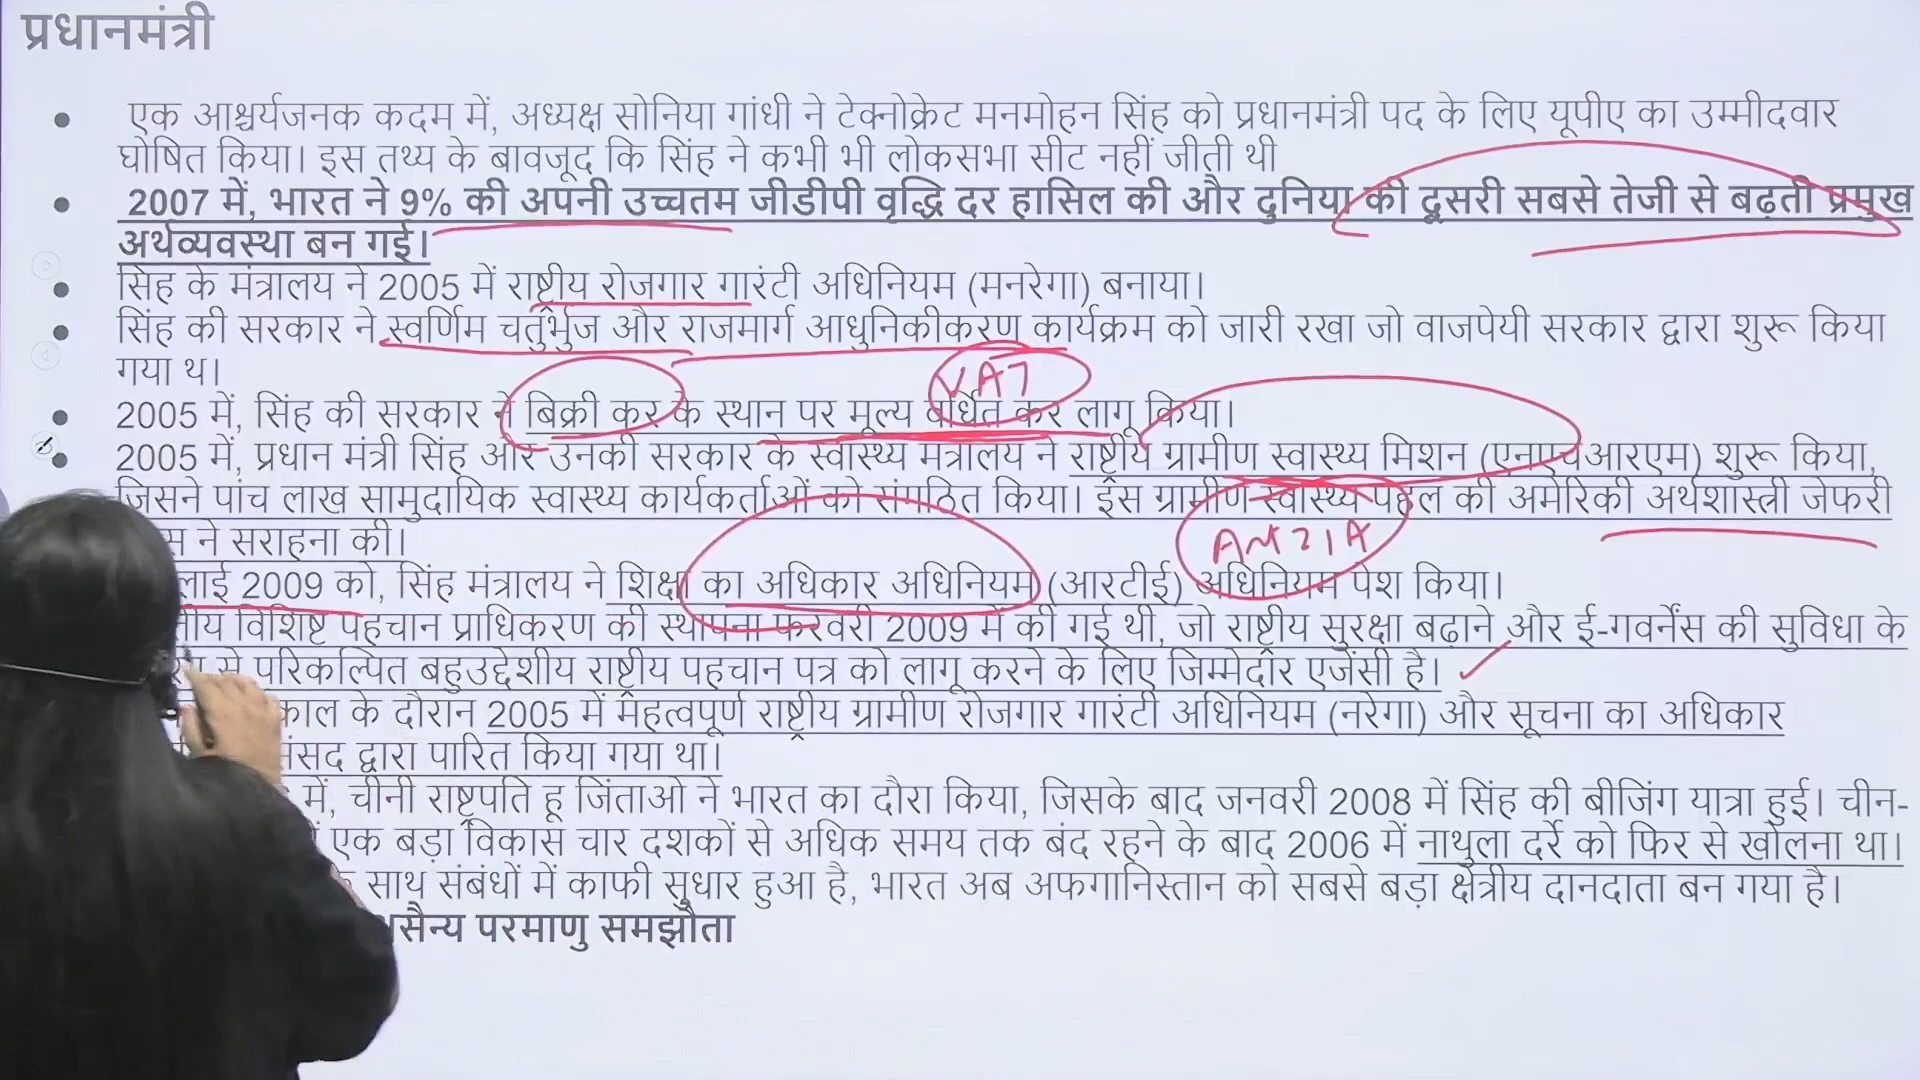 प्रधानमंत्री
एक आश्चर्यजनक कदम में, अध्यक्ष सोनिया गांधी ने टेक्नोक्रेट मनमोहन सिंह को प्रधानमंत्री पद के लिए यूपीए का उम्मीदवार
घोषित किया। इस तथ्य के बावजूद कि सिंह ने कभी भी लोकसभा सीट नहीं जीती थी
2007 में, भारत ने 9% की अपनी उच्चतम जीडीपी वृद्धि दर हासिल की और दुनिया की दूसरी सबसे तेजी से बढ़ती प्रमुख
अर्थव्यवस्था बन गई।
सिंह के मंत्रालय ने 2005 में राष्ट्रीय रोजगार गारंटी अधिनियम (मनरेगा) बनाया।
सिंह की सरकार ने स्वर्णिम चतुर्भुज और राजमार्ग आधुनिकीकरण कार्यक्रम को जारी रखा जो वाजपेयी सरकार द्वारा शुरू किया
गया थ।
VAT
2005 में, सिंह की सरकार ने बिक्री कर के स्थान पर मूल्य वर्धित कर लागू किया।
2005 में, प्रधान मंत्री सिंह और उनकी सरकार के स्वास्थ्य मंत्रालय ने राष्ट्रीय ग्रामीण स्वास्थ्य मिशन (एनएचआरएम) शुरू किया,
जिसने पांच लाख सामुदायिक स्वास्थ्य कार्यकर्ताओं को संगठित किया। इस ग्रामीण स्वास्थ्य पहल की अमेरिकी अर्थशास्त्री जेफरी
ने सराहना की।
2009 को, सिंह मंत्रालय ने शिक्षा का अधिकार अधिनियम (आरटीई) अधिनियम पेश किया।
विशिष्ट पहचान प्राधिकरण की स्थापना फरवरी 2009 में की गई थी, जो राष्ट्रीय सुरक्षा बढ़ाने और ई-गवर्नेंस की सुविधा के
से परिकल्पित बहुउद्देशीय राष्ट्रीय पहचान पत्र को लागू करने के लिए जिम्मेदार एजेंसी है।
के दौरान 2005 में महत्वपूर्ण राष्ट्रीय ग्रामीण रोजगार गारंटी अधिनियम (नरेगा) और सूचना का अधिकार
द्वारा पारित किया गया था।
में, चीनी राष्ट्रपति हू जिंताओ ने भारत का दौरा किया, जिसके बाद जनवरी 2008 में सिंह की बीजिंग यात्रा हुई। चीन-
एक बड़ा विकास चार दशकों से अधिक समय तक बंद रहने के बाद 2006 में नाथुला दर्रे को फिर से खोलना था।
साथ संबंधों में काफी सुधार हुआ है, भारत अब अफगानिस्तान को सबसे बड़ा क्षेत्रीय दानदाता बन गया है।
परमाणु समझौता